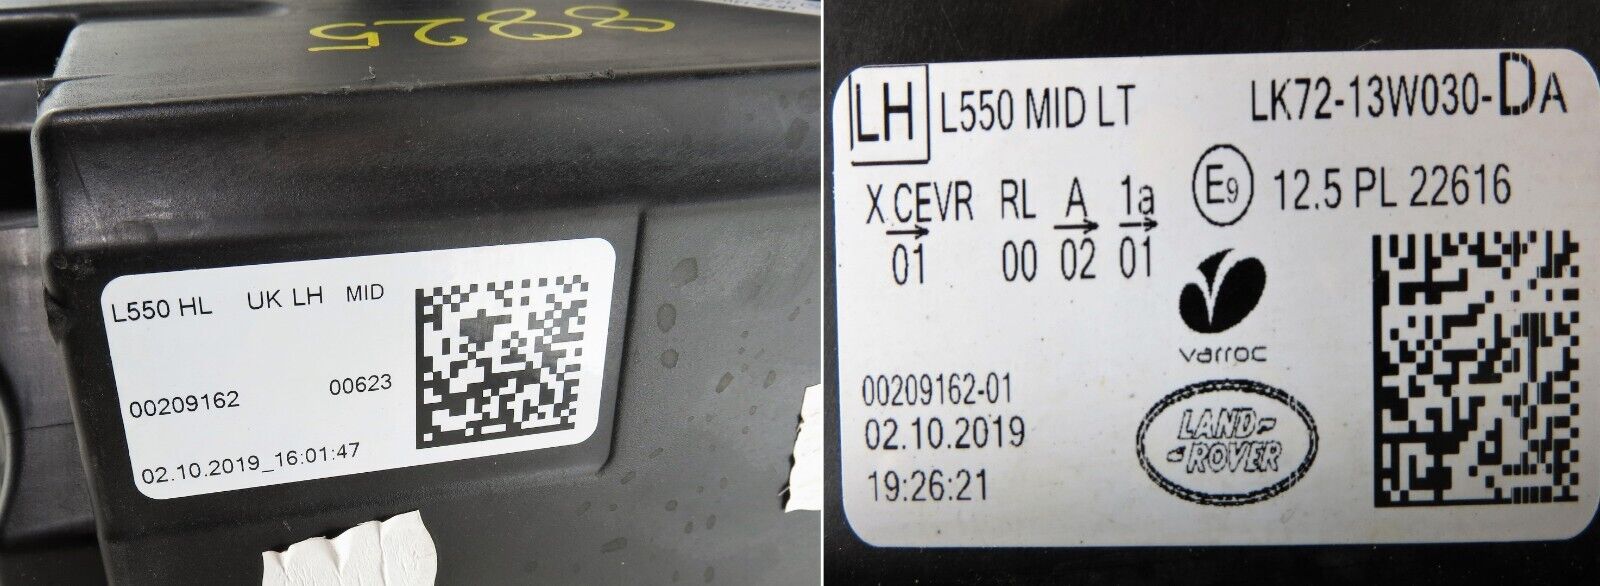 8825
L550 HL UK LH MID
00209162 00623
02.10.2019_16:01:47
LH L550 MID LT LK72-13W030-DA
X CEVR RL A 1a E9 12.5 PL 22616
01 00 02 01
varroc
00209162-01
02.10.2019
19:26:21
LAND-
-ROVER